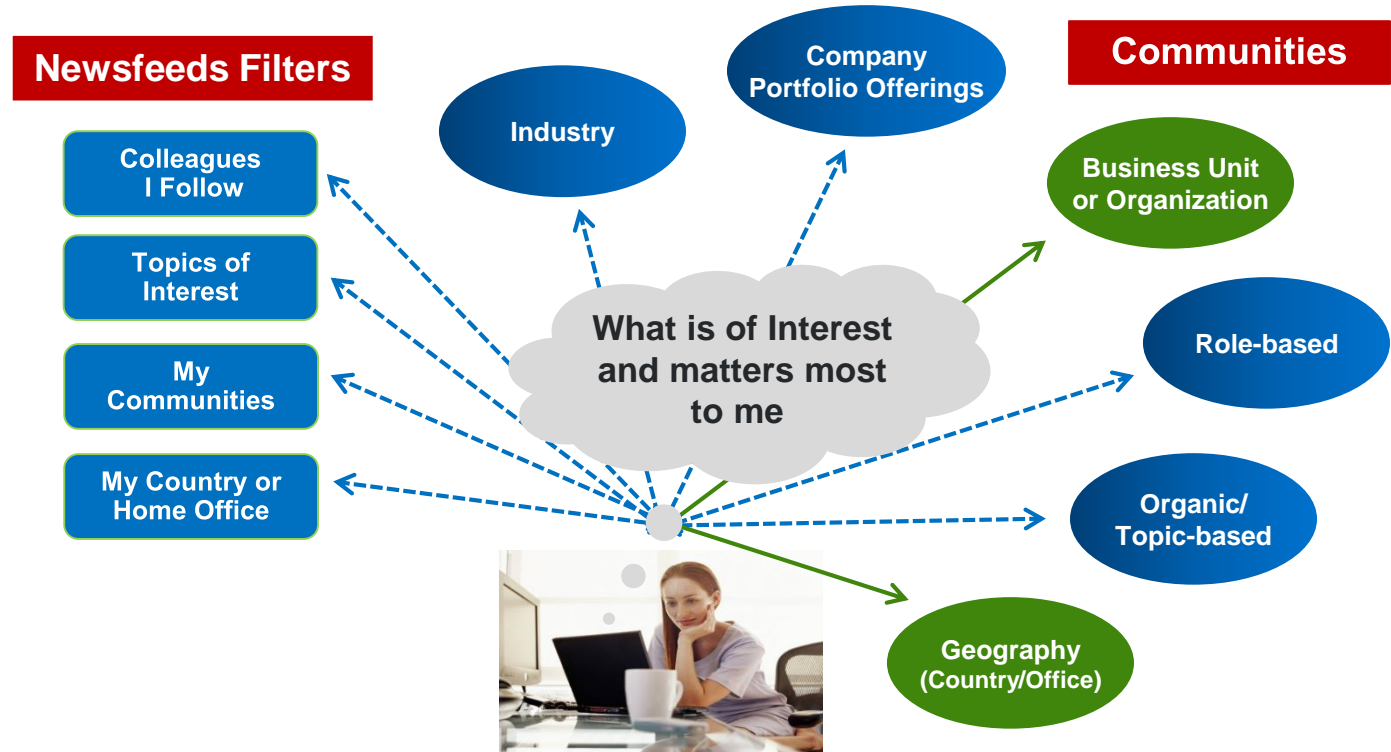 Newsfeeds Filters
Colleagues
I Follow
Topics of
Interest
My
Communities
My Country or
Home Office
Industry
Company
Portfolio Offerings
Communities
Business Unit
or Organization
Role-based
Organic/
Topic-based
Geography
(Country/Office)
What is of Interest
and matters most
to me